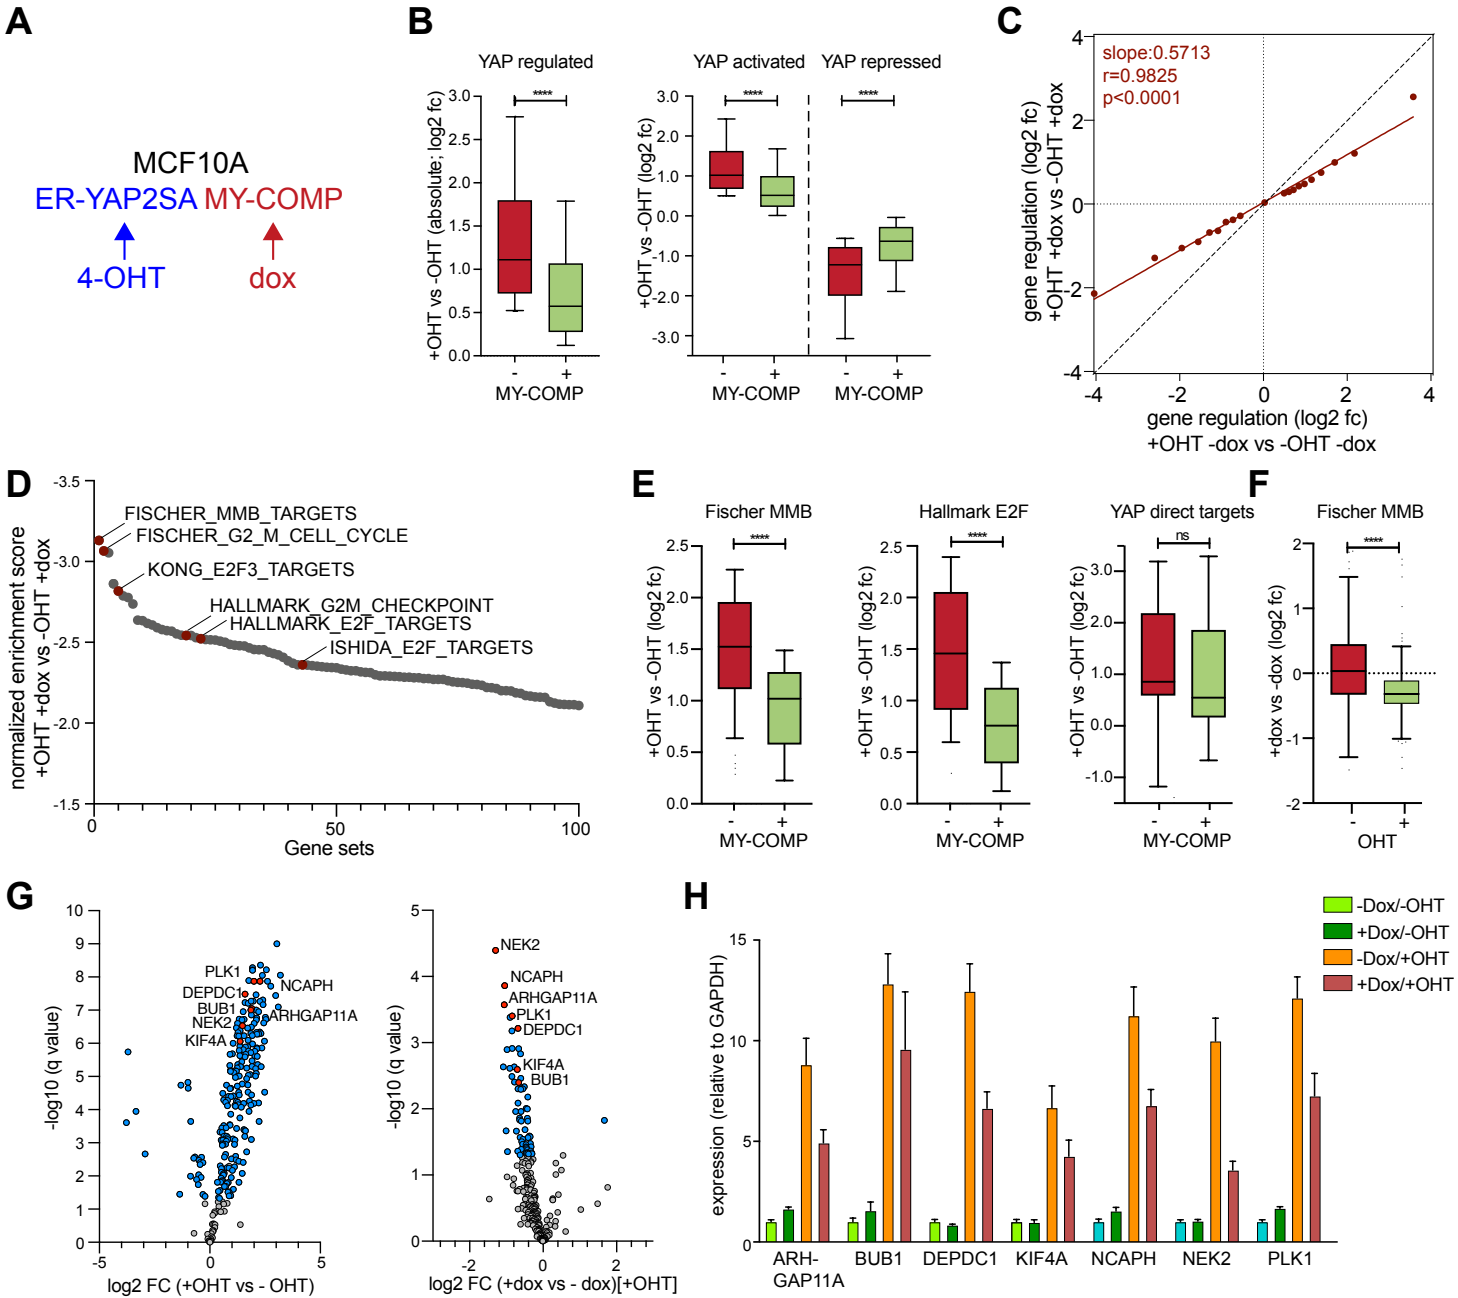 A
MCF10A
ER-YAP2SA MY-COMP
4-OHT
dox
B
YAP regulated
****
+OHT vs -OHT (absolute; log2 fc)
3.0
2.5
2.0
1.5
1.0
0.5
0.0
-
+
MY-COMP
YAP activated
YAP repressed
****
****
+OHT vs -OHT (log2 fc)
3.0
2.0
1.0
0.0
-1.0
-2.0
-3.0
-
+
-
+
MY-COMP
MY-COMP
C
slope:0.5713
r=0.9825
p<0.0001
gene regulation (log2 fc)
+OHT +dox vs -OHT +dox
4
2
0
-2
-4
-4
-2
0
2
4
gene regulation (log2 fc)
+OHT -dox vs -OHT -dox
D
normalized enrichment score
+OHT +dox vs -OHT +dox
-3.5
-3.0
-2.5
-2.0
-1.5
FISCHER_MMB_TARGETS
FISCHER_G2_M_CELL_CYCLE
KONG_E2F3_TARGETS
HALLMARK_G2M_CHECKPOINT
HALLMARK_E2F_TARGETS
ISHIDA_E2F_TARGETS
0
50
100
Gene sets
E
Fischer MMB
****
+OHT vs -OHT (log2 fc)
2.5
2.0
1.5
1.0
0.5
0.0
-
+
MY-COMP
Hallmark E2F
****
+OHT vs -OHT (log2 fc)
2.5
2.0
1.5
1.0
0.5
0.0
-
+
MY-COMP
YAP direct targets
ns
+OHT vs -OHT (log2 fc)
3.0
2.0
1.0
0.0
-1.0
-
+
MY-COMP
F
Fischer MMB
****
+dox vs -dox (log2 fc)
2
1
0
-1
-2
-
+
OHT
G
-log10 (q value)
10
9
8
7
6
5
4
3
2
1
0
PLK1
NCAPH
DEPDC1
BUB1
ARHGAP11A
NEK2
KIF4A
-5
0
5
log2 FC (+OHT vs - OHT)
-log10 (q value)
5
4
3
2
1
0
NEK2
NCAPH
ARHGAP11A
PLK1
DEPDC1
KIF4A
BUB1
-2
0
2
log2 FC (+dox vs - dox)[+OHT]
H
-Dox/-OHT
+Dox/-OHT
-Dox/+OHT
+Dox/+OHT
expression (relative to GAPDH)
15
10
5
0
ARH-
GAP11A
BUB1
DEPDC1
KIF4A
NCAPH
NEK2
PLK1